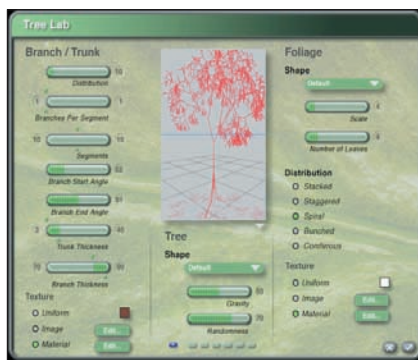 Tree Lab
Branch / Trunk
Distribution
Branches Per Segment
Segments
Branch Start Angle
Branch End Angle
Trunk Thickness
Branch Thickness
Texture
Uniform
Image
Edit...
Material
Edit...
Tree
Shape
Default
Gravity
Randomness
Foliage
Shape
Default
Scale
Number of Leaves
Distribution
Stacked
Staggered
Spiral
Bunched
Coniferous
Texture
Uniform
Image
Edit...
Material
Edit...